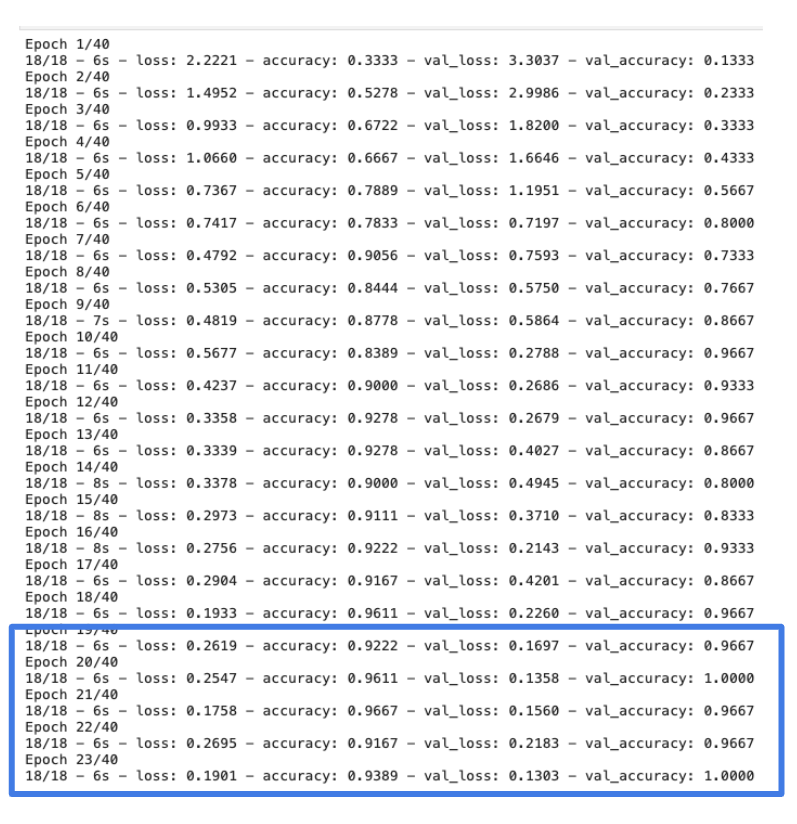 Epoch 1/40
18/18 – 6s – loss: 2.2221 – accuracy: 0.3333 – val_loss: 3.3037 – val_accuracy: 0.1333
Epoch 2/40
18/18 – 6s – loss: 1.4952 – accuracy: 0.5278 – val_loss: 2.9986 – val_accuracy: 0.2333
Epoch 3/40
18/18 – 6s – loss: 0.9933 – accuracy: 0.6722 – val_loss: 1.8200 – val_accuracy: 0.3333
Epoch 4/40
18/18 – 6s – loss: 1.0660 – accuracy: 0.6667 – val_loss: 1.6646 – val_accuracy: 0.4333
Epoch 5/40
18/18 – 6s – loss: 0.7367 – accuracy: 0.7889 – val_loss: 1.1951 – val_accuracy: 0.5667
Epoch 6/40
18/18 – 6s – loss: 0.7417 – accuracy: 0.7833 – val_loss: 0.7197 – val_accuracy: 0.8000
Epoch 7/40
18/18 – 6s – loss: 0.4792 – accuracy: 0.9056 – val_loss: 0.7593 – val_accuracy: 0.7333
Epoch 8/40
18/18 – 6s – loss: 0.5305 – accuracy: 0.8444 – val_loss: 0.5750 – val_accuracy: 0.7667
Epoch 9/40
18/18 – 7s – loss: 0.4819 – accuracy: 0.8778 – val_loss: 0.5864 – val_accuracy: 0.8667
Epoch 10/40
18/18 – 6s – loss: 0.5677 – accuracy: 0.8389 – val_loss: 0.2788 – val_accuracy: 0.9667
Epoch 11/40
18/18 – 6s – loss: 0.4237 – accuracy: 0.9000 – val_loss: 0.2686 – val_accuracy: 0.9333
Epoch 12/40
18/18 – 6s – loss: 0.3358 – accuracy: 0.9278 – val_loss: 0.2679 – val_accuracy: 0.9667
Epoch 13/40
18/18 – 6s – loss: 0.3339 – accuracy: 0.9278 – val_loss: 0.4027 – val_accuracy: 0.8667
Epoch 14/40
18/18 – 8s – loss: 0.3378 – accuracy: 0.9000 – val_loss: 0.4945 – val_accuracy: 0.8000
Epoch 15/40
18/18 – 8s – loss: 0.2973 – accuracy: 0.9111 – val_loss: 0.3710 – val_accuracy: 0.8333
Epoch 16/40
18/18 – 8s – loss: 0.2756 – accuracy: 0.9222 – val_loss: 0.2143 – val_accuracy: 0.9333
Epoch 17/40
18/18 – 6s – loss: 0.2904 – accuracy: 0.9167 – val_loss: 0.4201 – val_accuracy: 0.8667
Epoch 18/40
18/18 – 6s – loss: 0.1933 – accuracy: 0.9611 – val_loss: 0.2260 – val_accuracy: 0.9667
Epoch 19/40
18/18 – 6s – loss: 0.2619 – accuracy: 0.9222 – val_loss: 0.1697 – val_accuracy: 0.9667
Epoch 20/40
18/18 – 6s – loss: 0.2547 – accuracy: 0.9611 – val_loss: 0.1358 – val_accuracy: 1.0000
Epoch 21/40
18/18 – 6s – loss: 0.1758 – accuracy: 0.9667 – val_loss: 0.1560 – val_accuracy: 0.9667
Epoch 22/40
18/18 – 6s – loss: 0.2695 – accuracy: 0.9167 – val_loss: 0.2183 – val_accuracy: 0.9667
Epoch 23/40
18/18 – 6s – loss: 0.1901 – accuracy: 0.9389 – val_loss: 0.1303 – val_accuracy: 1.0000